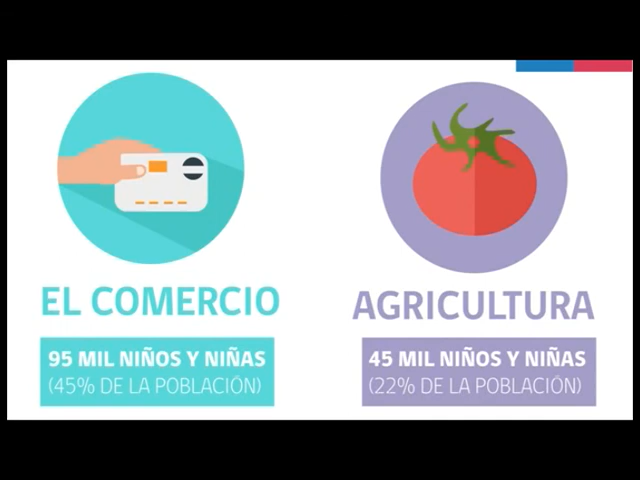 EL COMERCIO
95 MIL NIÑOS Y NIÑAS
(45% DE LA POBLACIÓN)
AGRICULTURA
45 MIL NIÑOS Y NIÑAS
(22% DE LA POBLACIÓN)